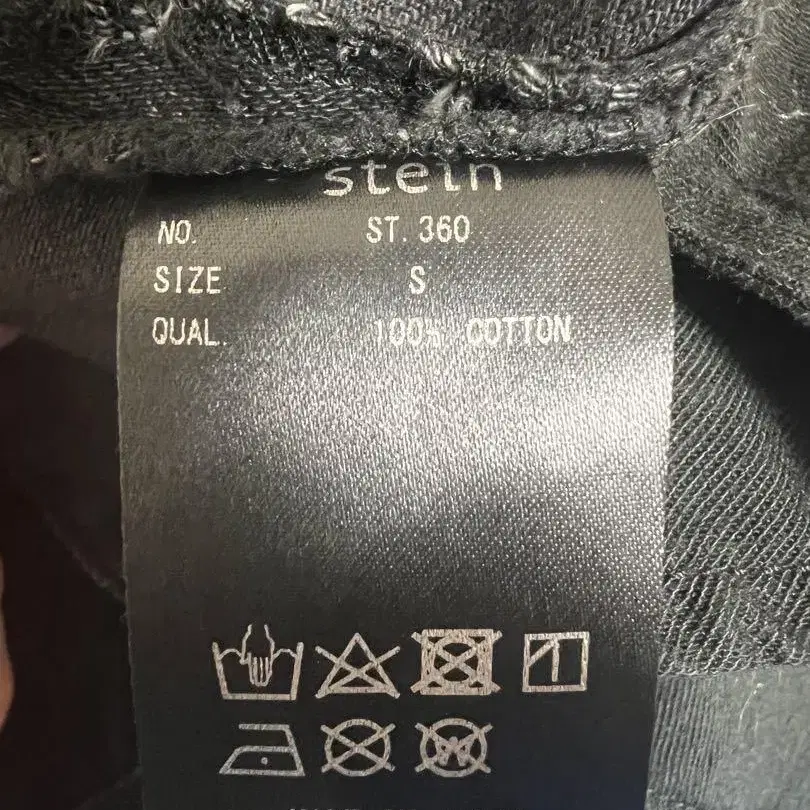 stein
NO. ST. 360
SIZE S
QUAL. 100% COTTON